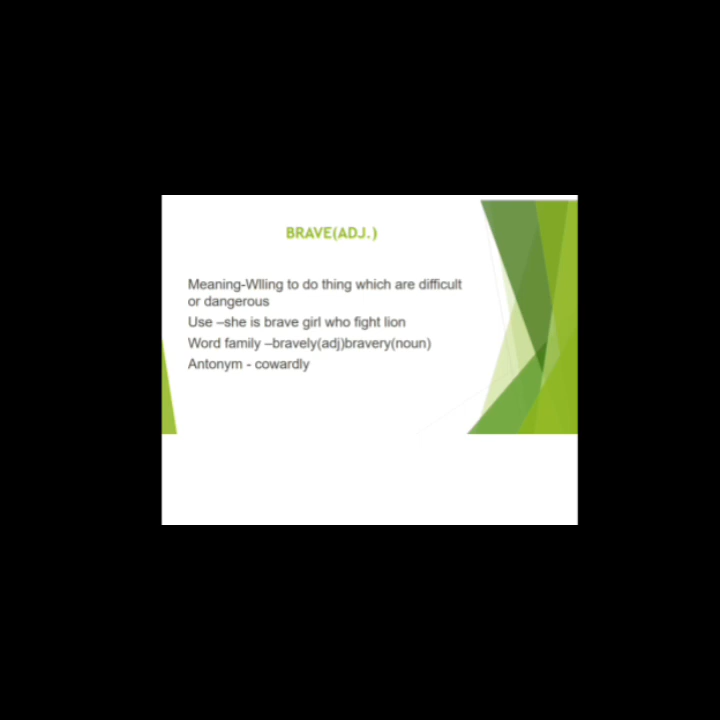 BRAVE(ADJ.)
Meaning-Wlling to do thing which are difficult
or dangerous
Use –she is brave girl who fight lion
Word family –bravely(adj)bravery(noun)
Antonym - cowardly